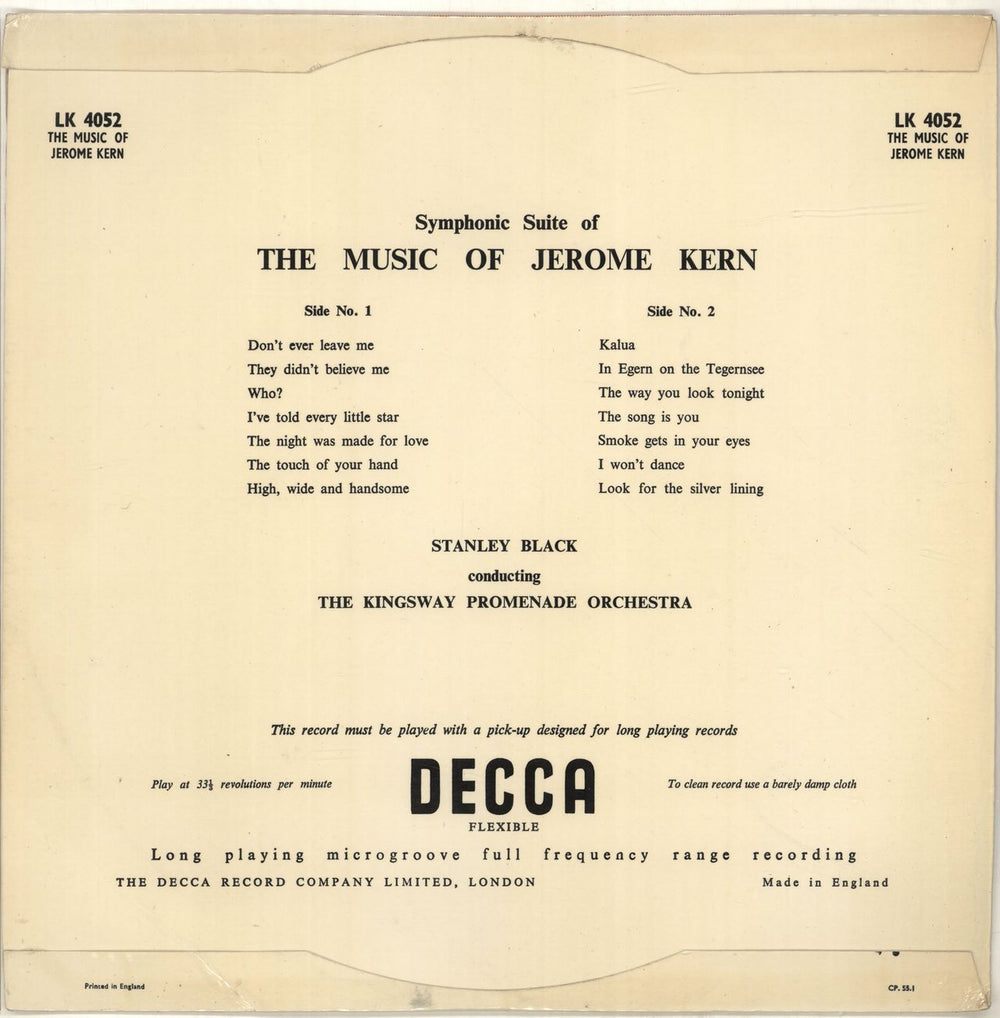 LK 4052
THE MUSIC OF
JEROME KERN
LK 4052
THE MUSIC OF
JEROME KERN
Symphonic Suite of
THE MUSIC OF JEROME KERN
Side No. 1
Don't ever leave me
They didn't believe me
Who?
I've told every little star
The night was made for love
The touch of your hand
High, wide and handsome
Side No. 2
Kalua
In Egern on the Tegernsee
The way you look tonight
The song is you
Smoke gets in your eyes
I won't dance
Look for the silver lining
STANLEY BLACK
conducting
THE KINGSWAY PROMENADE ORCHESTRA
This record must be played with a pick-up designed for long playing records
Play at 33⅓ revolutions per minute
DECCA
FLEXIBLE
To clean record use a barely damp cloth
Long playing microgroove full frequency range recording
THE DECCA RECORD COMPANY LIMITED, LONDON
Made in England
Printed in England
CP. 55.1